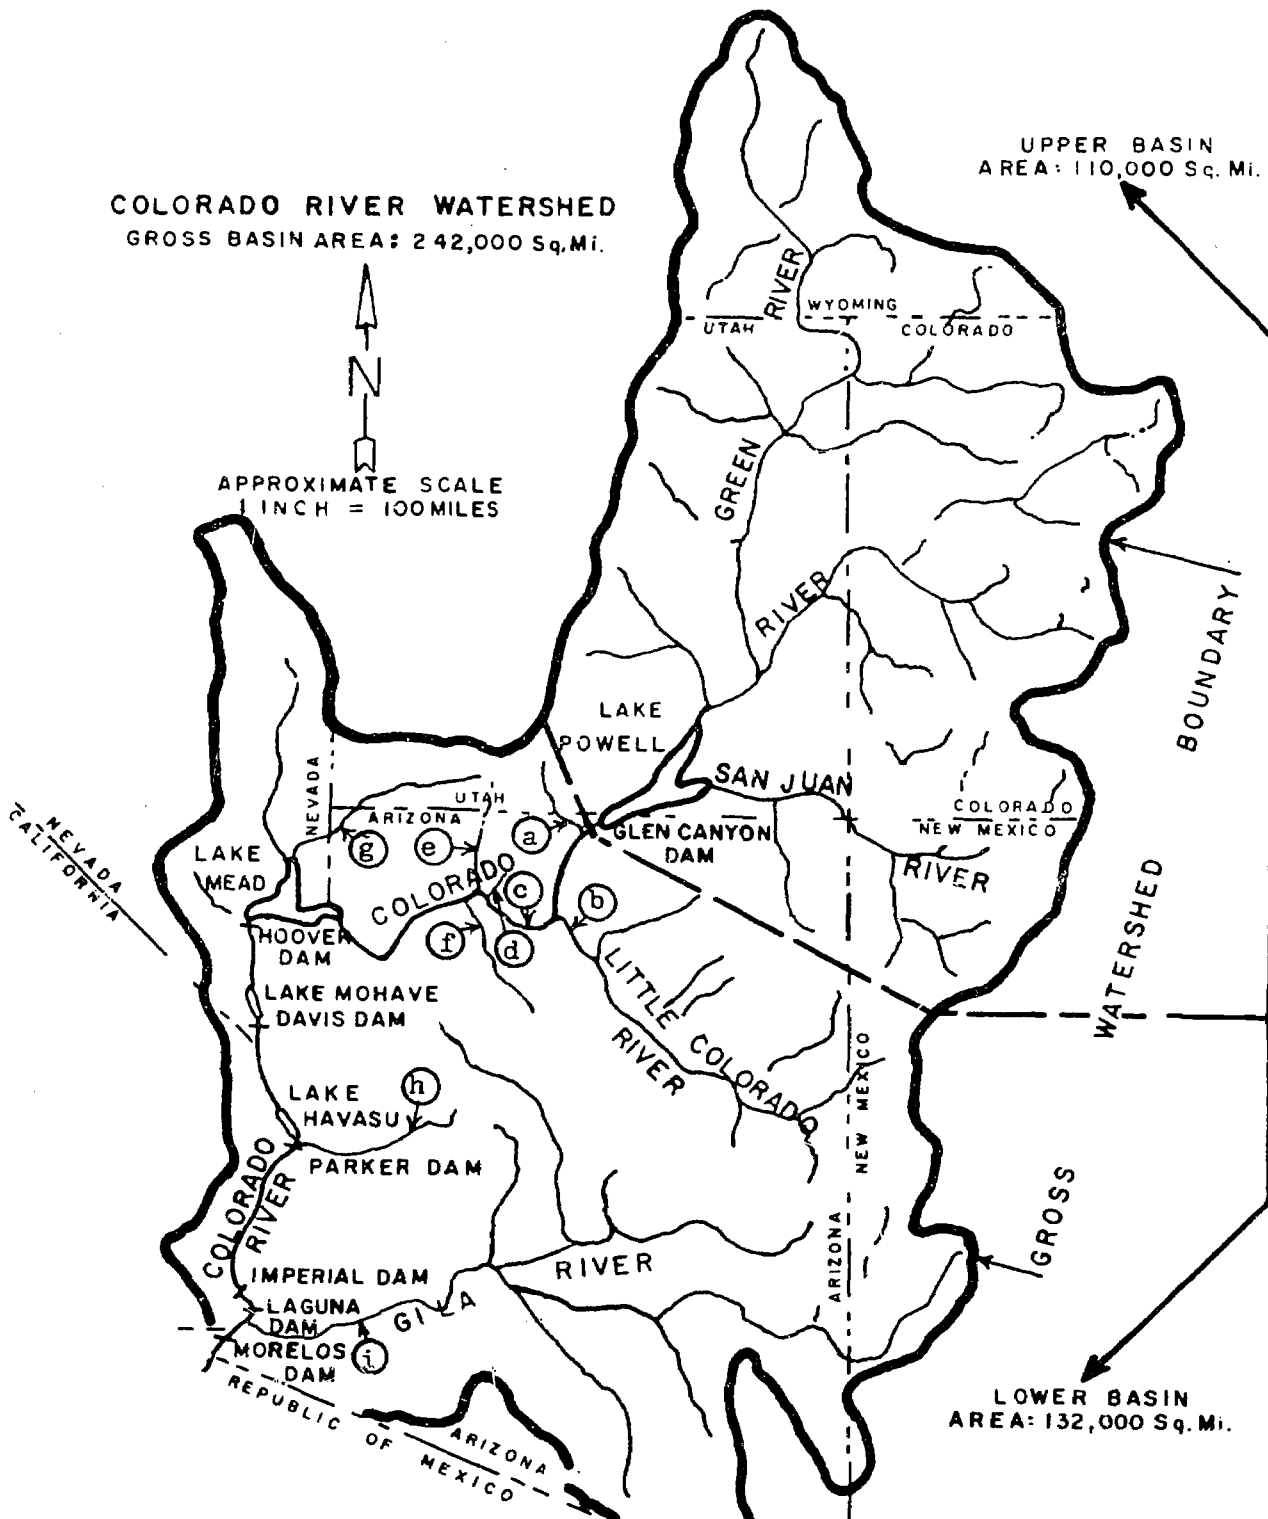 UPPER BASIN
AREA: 110,000 Sq. Mi.
COLORADO RIVER WATERSHED
GROSS BASIN AREA: 242,000 Sq. Mi.
N
APPROXIMATE SCALE
1 INCH = 100 MILES
RIVER
WYOMING
UTAH
COLORADO
GREEN
RIVER
BOUNDARY
LAKE
POWELL
SAN JUAN
RIVER
COLORADO
NEW MEXICO
NEVADA
UTAH
ARIZONA
NEVADA
CALIFORNIA
a
GLEN CANYON
DAM
g
e
LAKE
MEAD
COLORADO
c
b
f
d
HOOVER
DAM
WATERSHED
LITTLE COLORADO
RIVER
LAKE MOHAVE
DAVIS DAM
NEW MEXICO
ARIZONA
h
LAKE
HAVASU
PARKER DAM
COLORADO
RIVER
GROSS
IMPERIAL DAM
RIVER
GILA
LAGUNA
DAM
MORELOS
DAM
i
REPUBLIC OF MEXICO
ARIZONA
LOWER BASIN
AREA: 132,000 Sq. Mi.